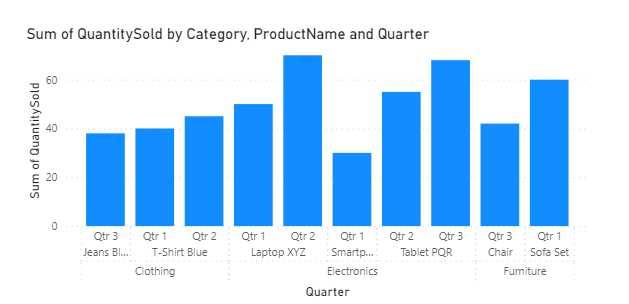 Sum of QuantitySold by Category, ProductName and Quarter
Sum of QuantitySold
60
40
20
0
Qtr 3 Qtr 1 Qtr 2 Qtr 1 Qtr 2 Qtr 1 Qtr 2 Qtr 3 Qtr 3 Qtr 1
Jeans Bl... T-Shirt Blue Laptop XYZ Smartp... Tablet PQR Chair Sofa Set
Clothing Electronics Furniture
Quarter